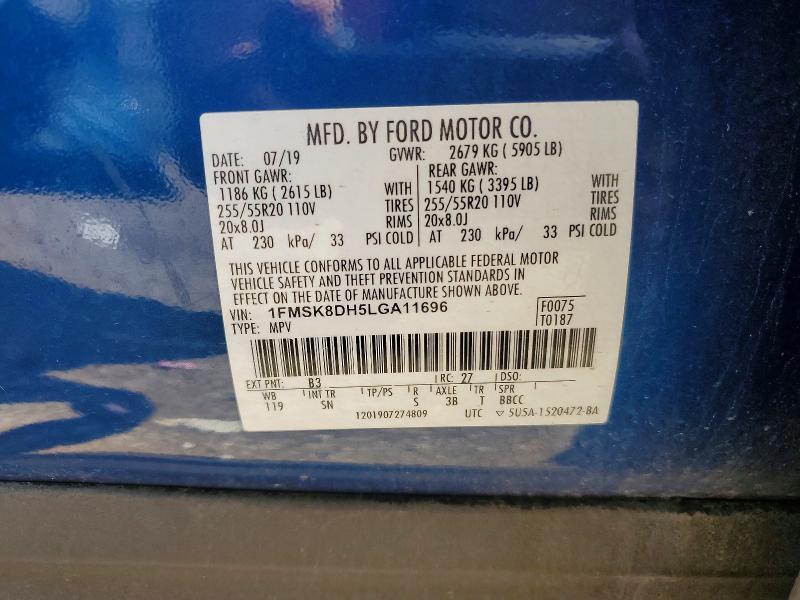 MFD. BY FORD MOTOR CO.
DATE: 07/19 GVWR: 2679 KG ( 5905 LB)
FRONT GAWR: REAR GAWR:
1186 KG ( 2615 LB) WITH 1540 KG ( 3395 LB) WITH
255/55R20 110V TIRES 255/55R20 110V TIRES
20x8.0J RIMS 20x8.0J RIMS
AT 230 kPa/ 33 PSI COLD AT 230 kPa/ 33 PSI COLD
THIS VEHICLE CONFORMS TO ALL APPLICABLE FEDERAL MOTOR
VEHICLE SAFETY AND THEFT PREVENTION STANDARDS IN
EFFECT ON THE DATE OF MANUFACTURE SHOWN ABOVE.
VIN: 1FMSK8DH5LGA11696 F0075
TYPE: MPV T0187
EXT PNT: B3 RC: 27 DSO:
WB INT TR TP/PS R AXLE TR SPR
119 SN S 3B T BBCC
1201907274809 UTC ▽ 5U5A-1520472-BA